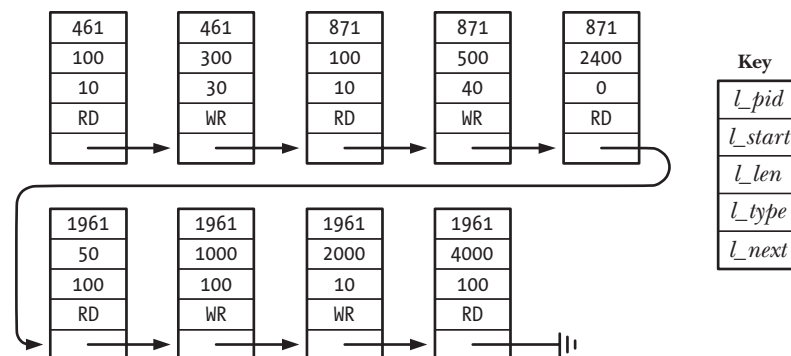 461 461 871 871 871
100 300 100 500 2400
10 30 10 40 0
RD WR RD WR RD
1961 1961 1961 1961
50 1000 2000 4000
100 100 10 100
RD WR WR RD
Key
l_pid
l_start
l_len
l_type
l_next